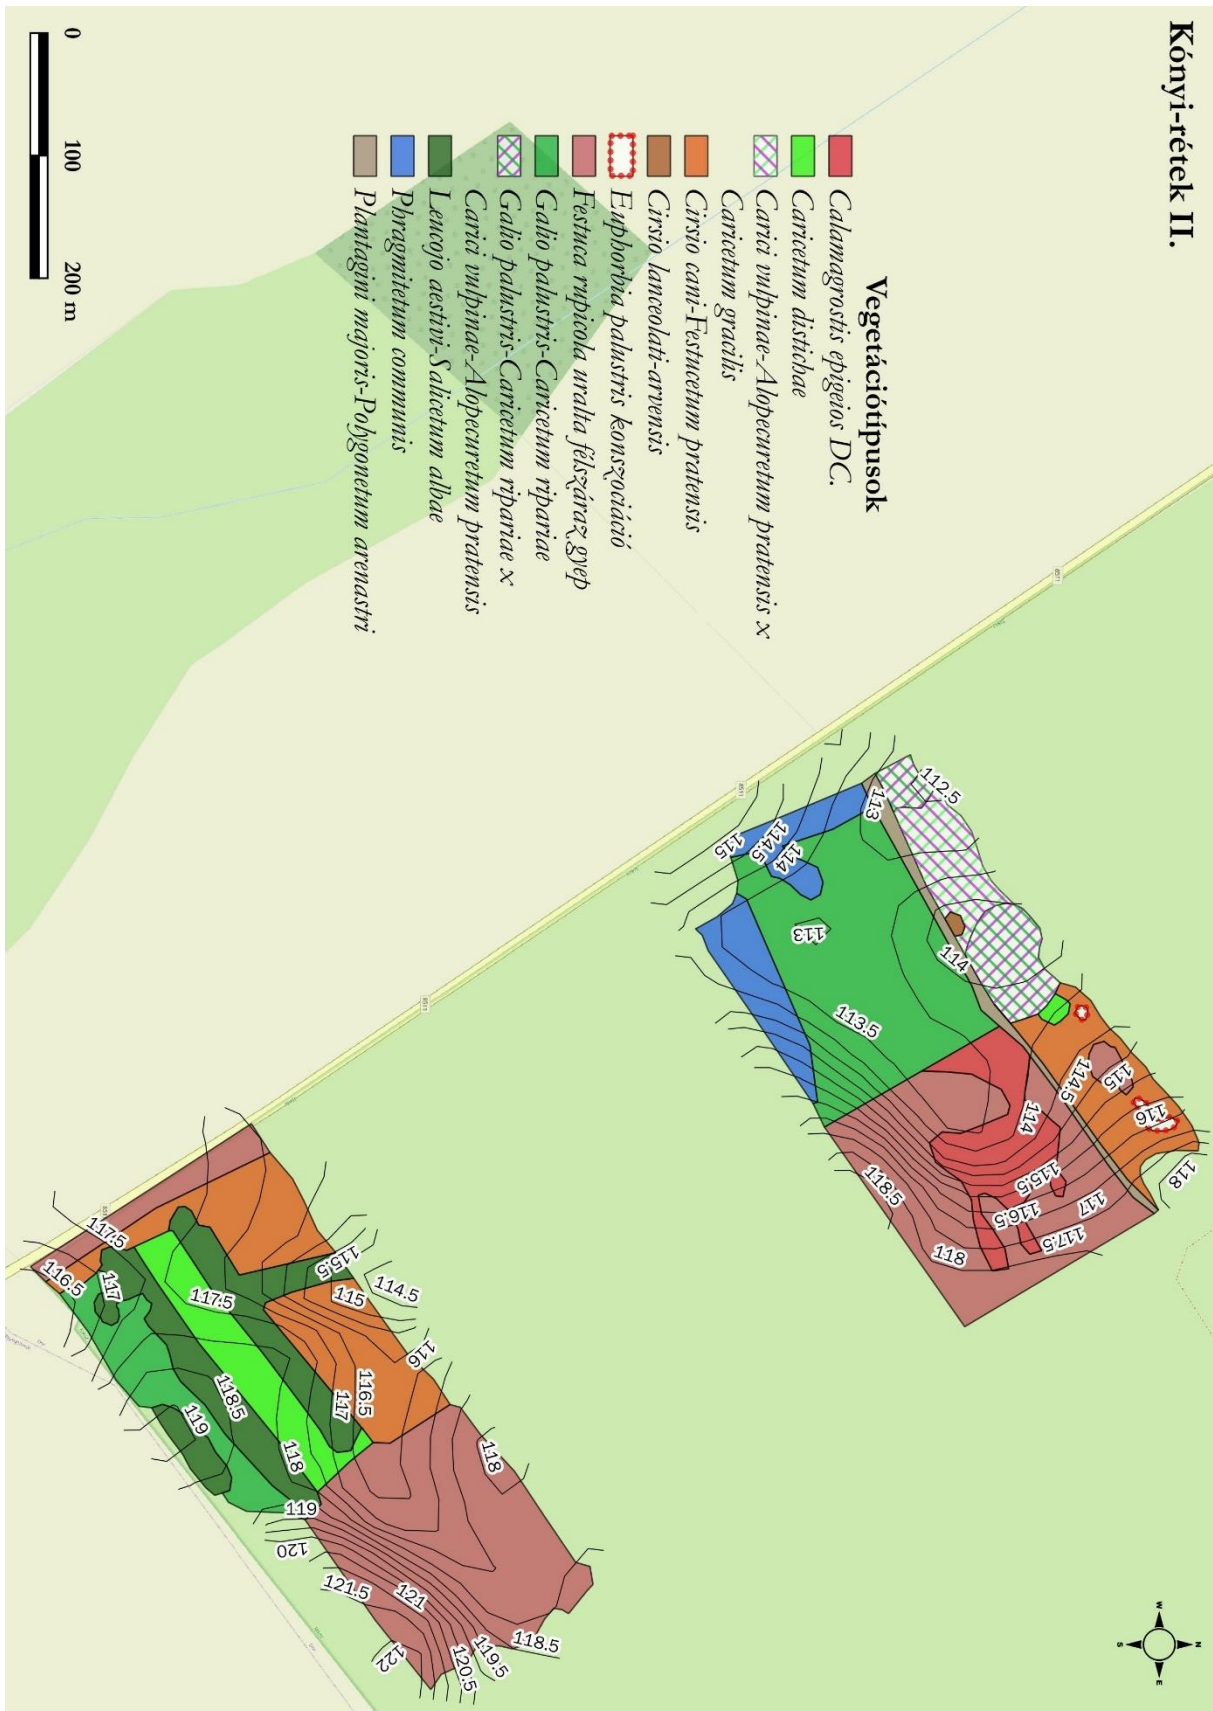 Kónyi-rétek II.
Vegetációtípusok
Calamagrostis epigeios DC.
Caricetum distichae
Carici vulpinae-Alopecuretum pratensis x
Caricetum gracilis
Cirsio cani-Festucetum pratensis
Cirsio lanceolati-arvensis
Euphorbia palustris konszociáció
Festuca rupicola uralta félszáraz gyep
Galio palustris-Caricetum ripariae
Galio palustris-Caricetum ripariae x
Carici vulpinae-Alopecuretum pratensis
Leucojo aestivi-Salicetum albae
Phragmitetum communis
Plantagini majoris-Polygonetum arenastri
0
100
200 m
8511
8511
8511
8511
112.5
113
115
114.5
114
113
114
113.5
114.5
115
116
118
114
115.5
116.5
117
117.5
118
118.5
117.5
116.5
117
117.5
115.5
115
114.5
116
116.5
117
118
118.5
119
118
119
120
121.5
121
122
118.5
119.5
120.5
N
W
E
S